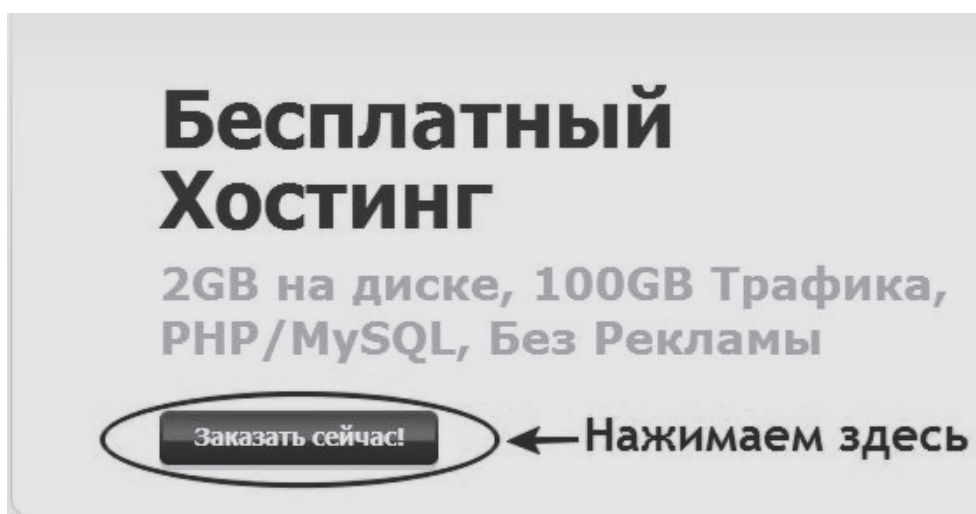 Бесплатный
Хостинг
2GB на диске, 100GB Трафика,
PHP/MySQL, Без Рекламы
Заказать сейчас!
Нажимаем здесь